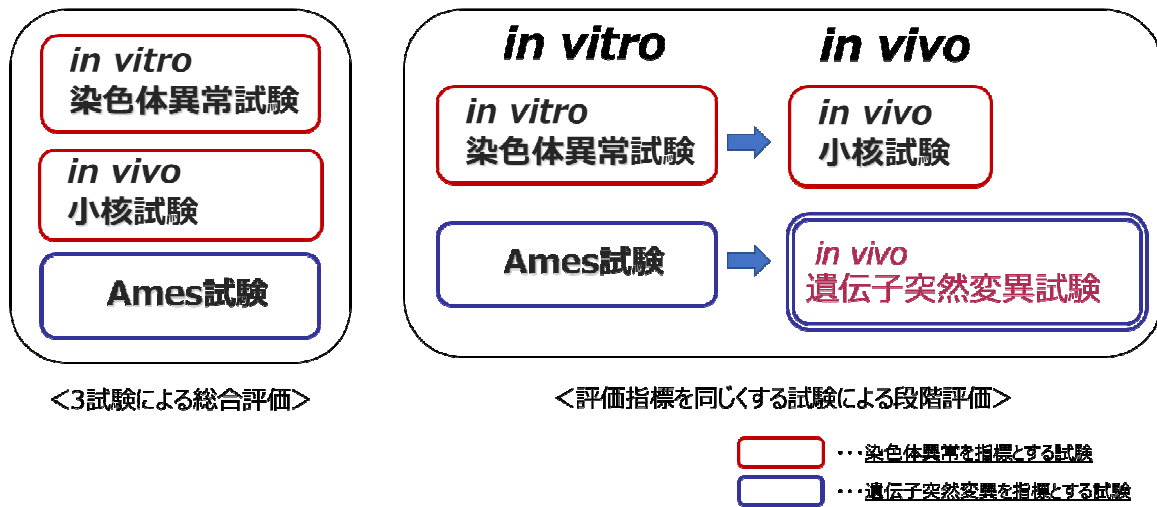 in vitro
染色体異常試験
in vivo
小核試験
Ames試験
＜3試験による総合評価＞
in vitro
in vivo
in vitro
染色体異常試験
in vivo
小核試験
Ames試験
in vivo
遺伝子突然変異試験
＜評価指標を同じくする試験による段階評価＞
・・・染色体異常を指標とする試験
・・・遺伝子突然変異を指標とする試験